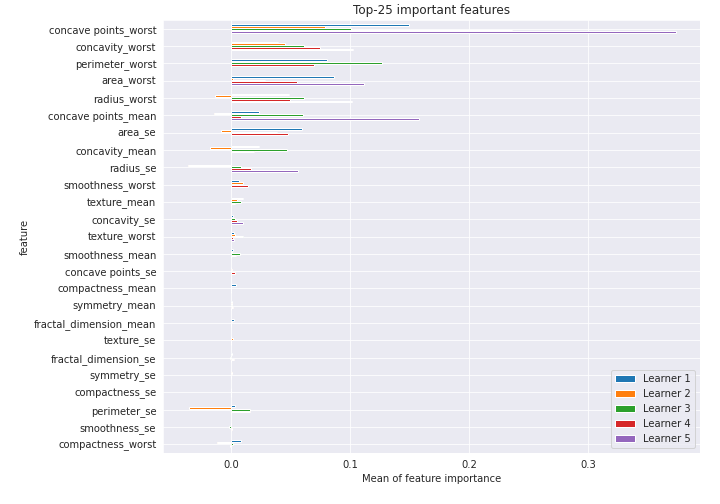 Top-25 important features
concave points_worst
concavity_worst
perimeter_worst
area_worst
radius_worst
concave points_mean
area_se
concavity_mean
radius_se
smoothness_worst
texture_mean
concavity_se
texture_worst
smoothness_mean
concave points_se
compactness_mean
symmetry_mean
fractal_dimension_mean
texture_se
fractal_dimension_se
symmetry_se
compactness_se
perimeter_se
smoothness_se
compactness_worst
feature
Learner 1
Learner 2
Learner 3
Learner 4
Learner 5
0.0 0.1 0.2 0.3
Mean of feature importance